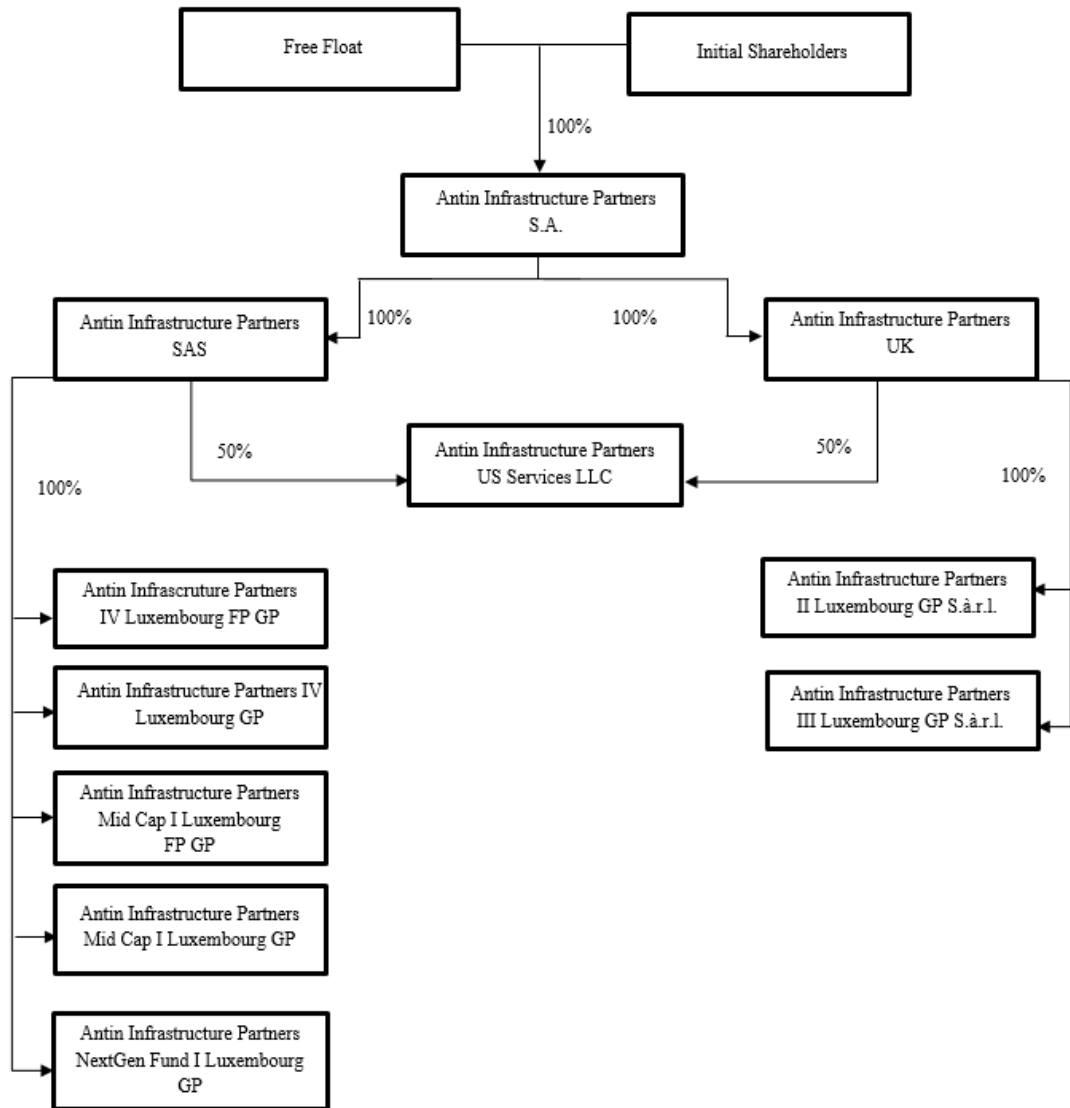 Free Float
Initial Shareholders
100%
Antin Infrastructure Partners
S.A.
100%
100%
Antin Infrastructure Partners
SAS
Antin Infrastructure Partners
UK
50%
Antin Infrastructure Partners
US Services LLC
50%
100%
100%
Antin Infrascruture Partners
IV Luxembourg FP GP
Antin Infrastructure Partners IV
Luxembourg GP
Antin Infrastructure Partners
Mid Cap I Luxembourg
FP GP
Antin Infrastructure Partners
Mid Cap I Luxembourg GP
Antin Infrastructure Partners
NextGen Fund I Luxembourg
GP
Antin Infrastructure Partners
II Luxembourg GP S.à.r.l.
Antin Infrastructure Partners
III Luxembourg GP S.à.r.l.